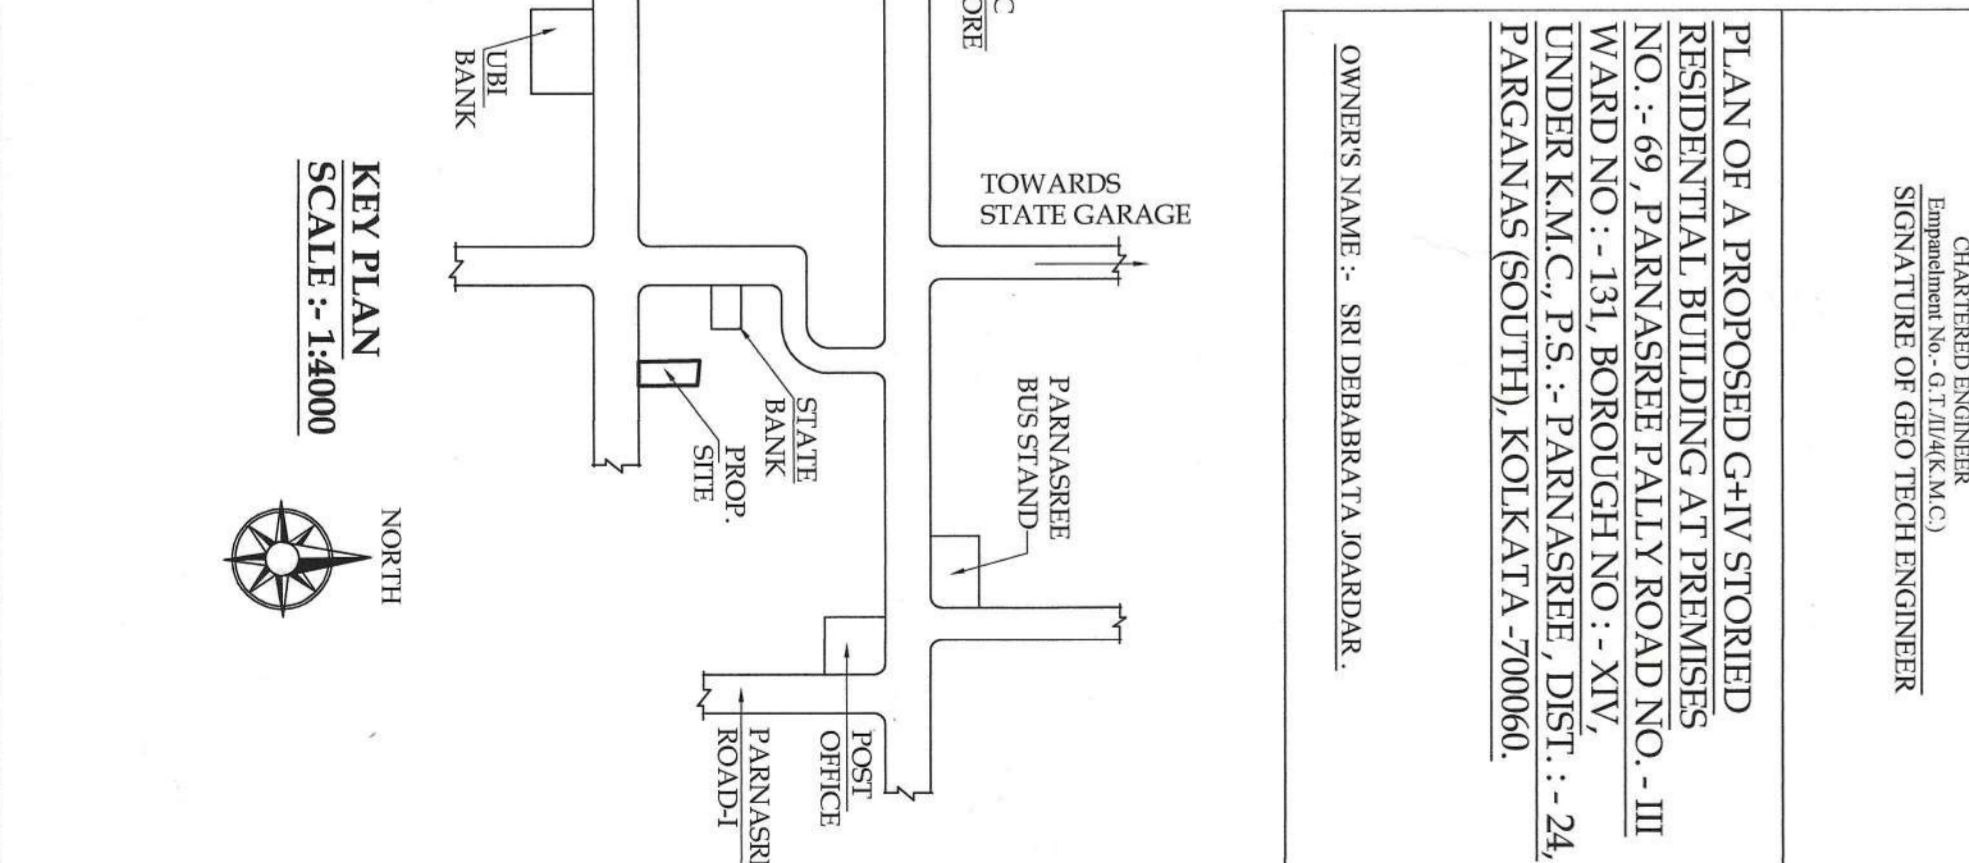 CHARTERED ENGINEER
Empanelment No.- G.T./II/4(K.M.C.)
SIGNATURE OF GEO TECH ENGINEER
PLAN OF A PROPOSED G+IV STORIED
RESIDENTIAL BUILDING AT PREMISES
NO. :- 69 , PARNASREE PALLY ROAD NO. - III
WARD NO : - 131, BOROUGH NO : - XIV,
UNDER K.M.C., P.S. :- PARNASREE , DIST. : - 24,
PARGANAS (SOUTH), KOLKATA -700060.
OWNER'S NAME :- SRI DEBABRATA JOARDAR .
TOWARDS
STATE GARAGE
PARNASREE
BUS STAND
POST
OFFICE
ROAD-I
STATE
BANK
PROP.
SITE
UBI
BANK
NORTH
KEY PLAN
SCALE :- 1:4000